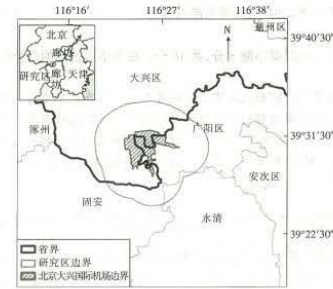 116°16′ 116°27′ 116°38′
通州区
N
39°40′30″
北京
廊坊
天津
研究区
廊坊
大兴区
涿州
广阳区
39°31′30″
安次区
固安
永清
39°22′30″
省界
研究区边界
北京大兴国际机场边界